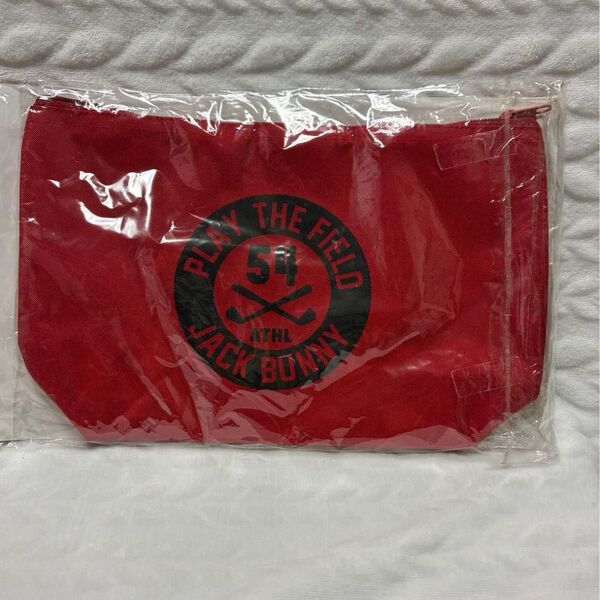 PLAY THE FIELD
54
ATHL
JACK BUNNY